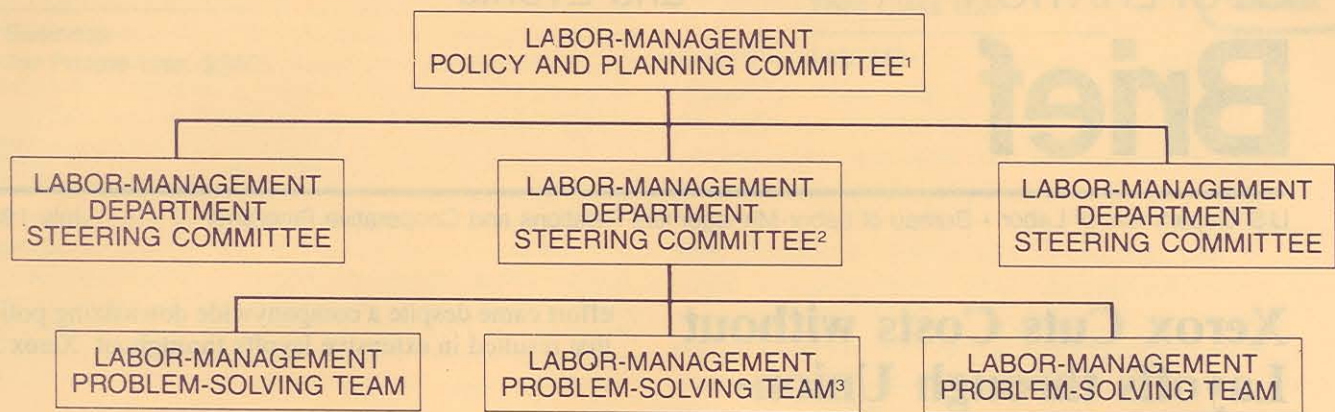 LABOR-MANAGEMENT
POLICY AND PLANNING COMMITTEE¹
Brief
LABOR-MANAGEMENT
DEPARTMENT
STEERING COMMITTEE
LABOR-MANAGEMENT
DEPARTMENT
STEERING COMMITTEE²
LABOR-MANAGEMENT
DEPARTMENT
STEERING COMMITTEE
Xerox Cuts Costs without
LABOR-MANAGEMENT
PROBLEM-SOLVING TEAM
LABOR-MANAGEMENT
PROBLEM-SOLVING TEAM³
LABOR-MANAGEMENT
PROBLEM-SOLVING TEAM